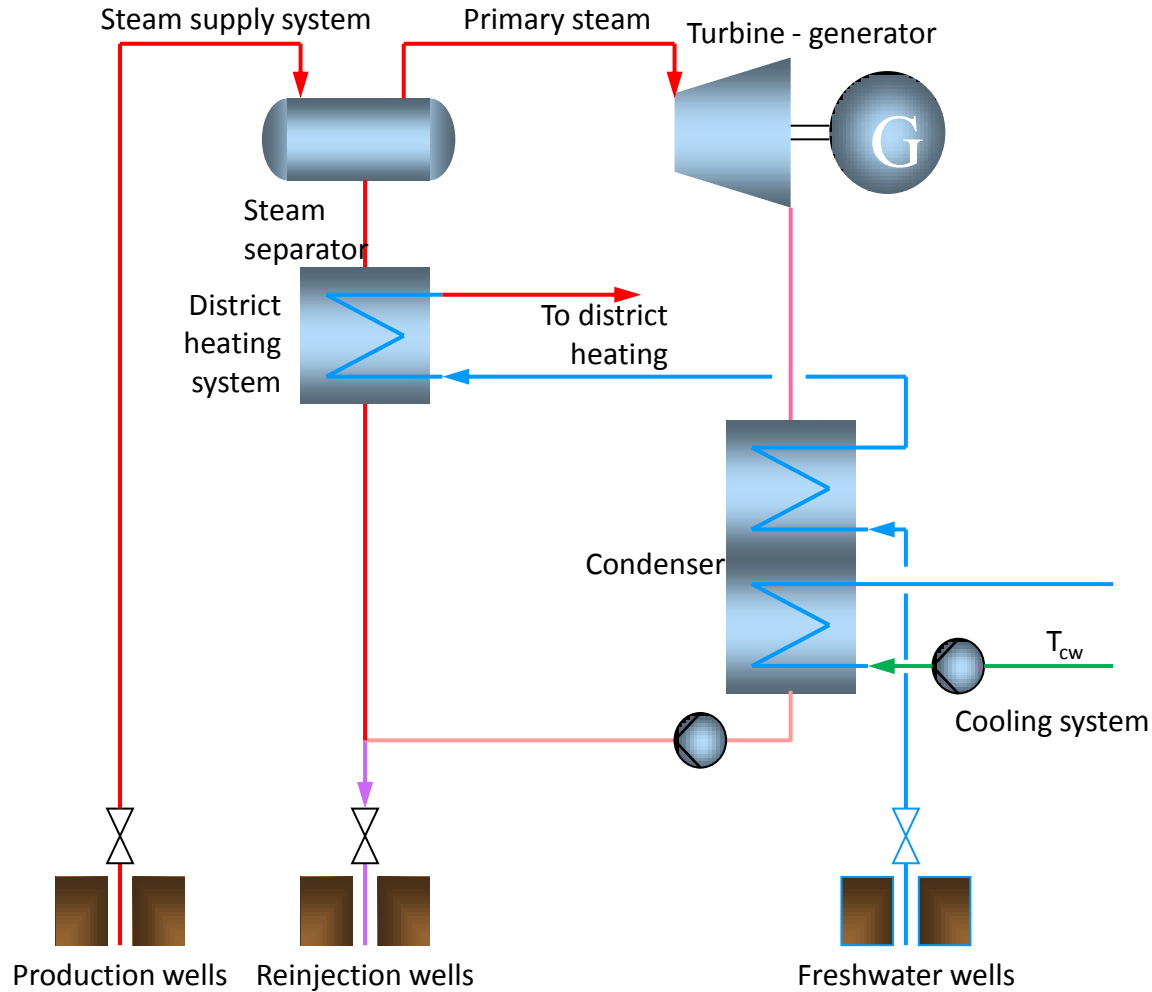 Steam supply system
Primary steam
Turbine - generator
G
Steam
separator
District
heating
system
To district
heating
Condenser
T_cw
Cooling system
Production wells
Reinjection wells
Freshwater wells